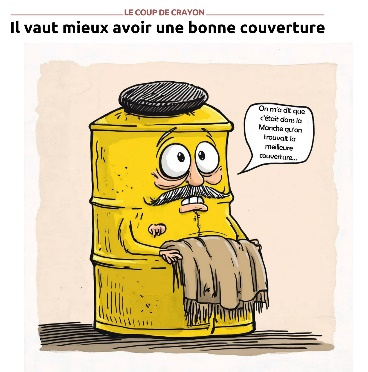 LE COUP DE CRAYON
Il vaut mieux avoir une bonne couverture
On m'a dit que
c'était dans la
Manche qu'on
trouvait la
meilleure
couverture...